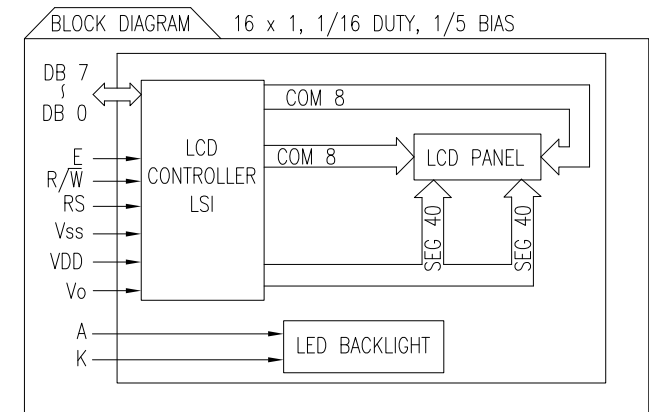 BLOCK DIAGRAM 16 x 1, 1/16 DUTY, 1/5 BIAS
DB 7
∫
DB 0
COM 8
COM 8
LCD
CONTROLLER
LSI
LCD PANEL
E
R/W̅
RS
Vss
VDD
Vo
SEG 40
SEG 40
A
K
LED BACKLIGHT